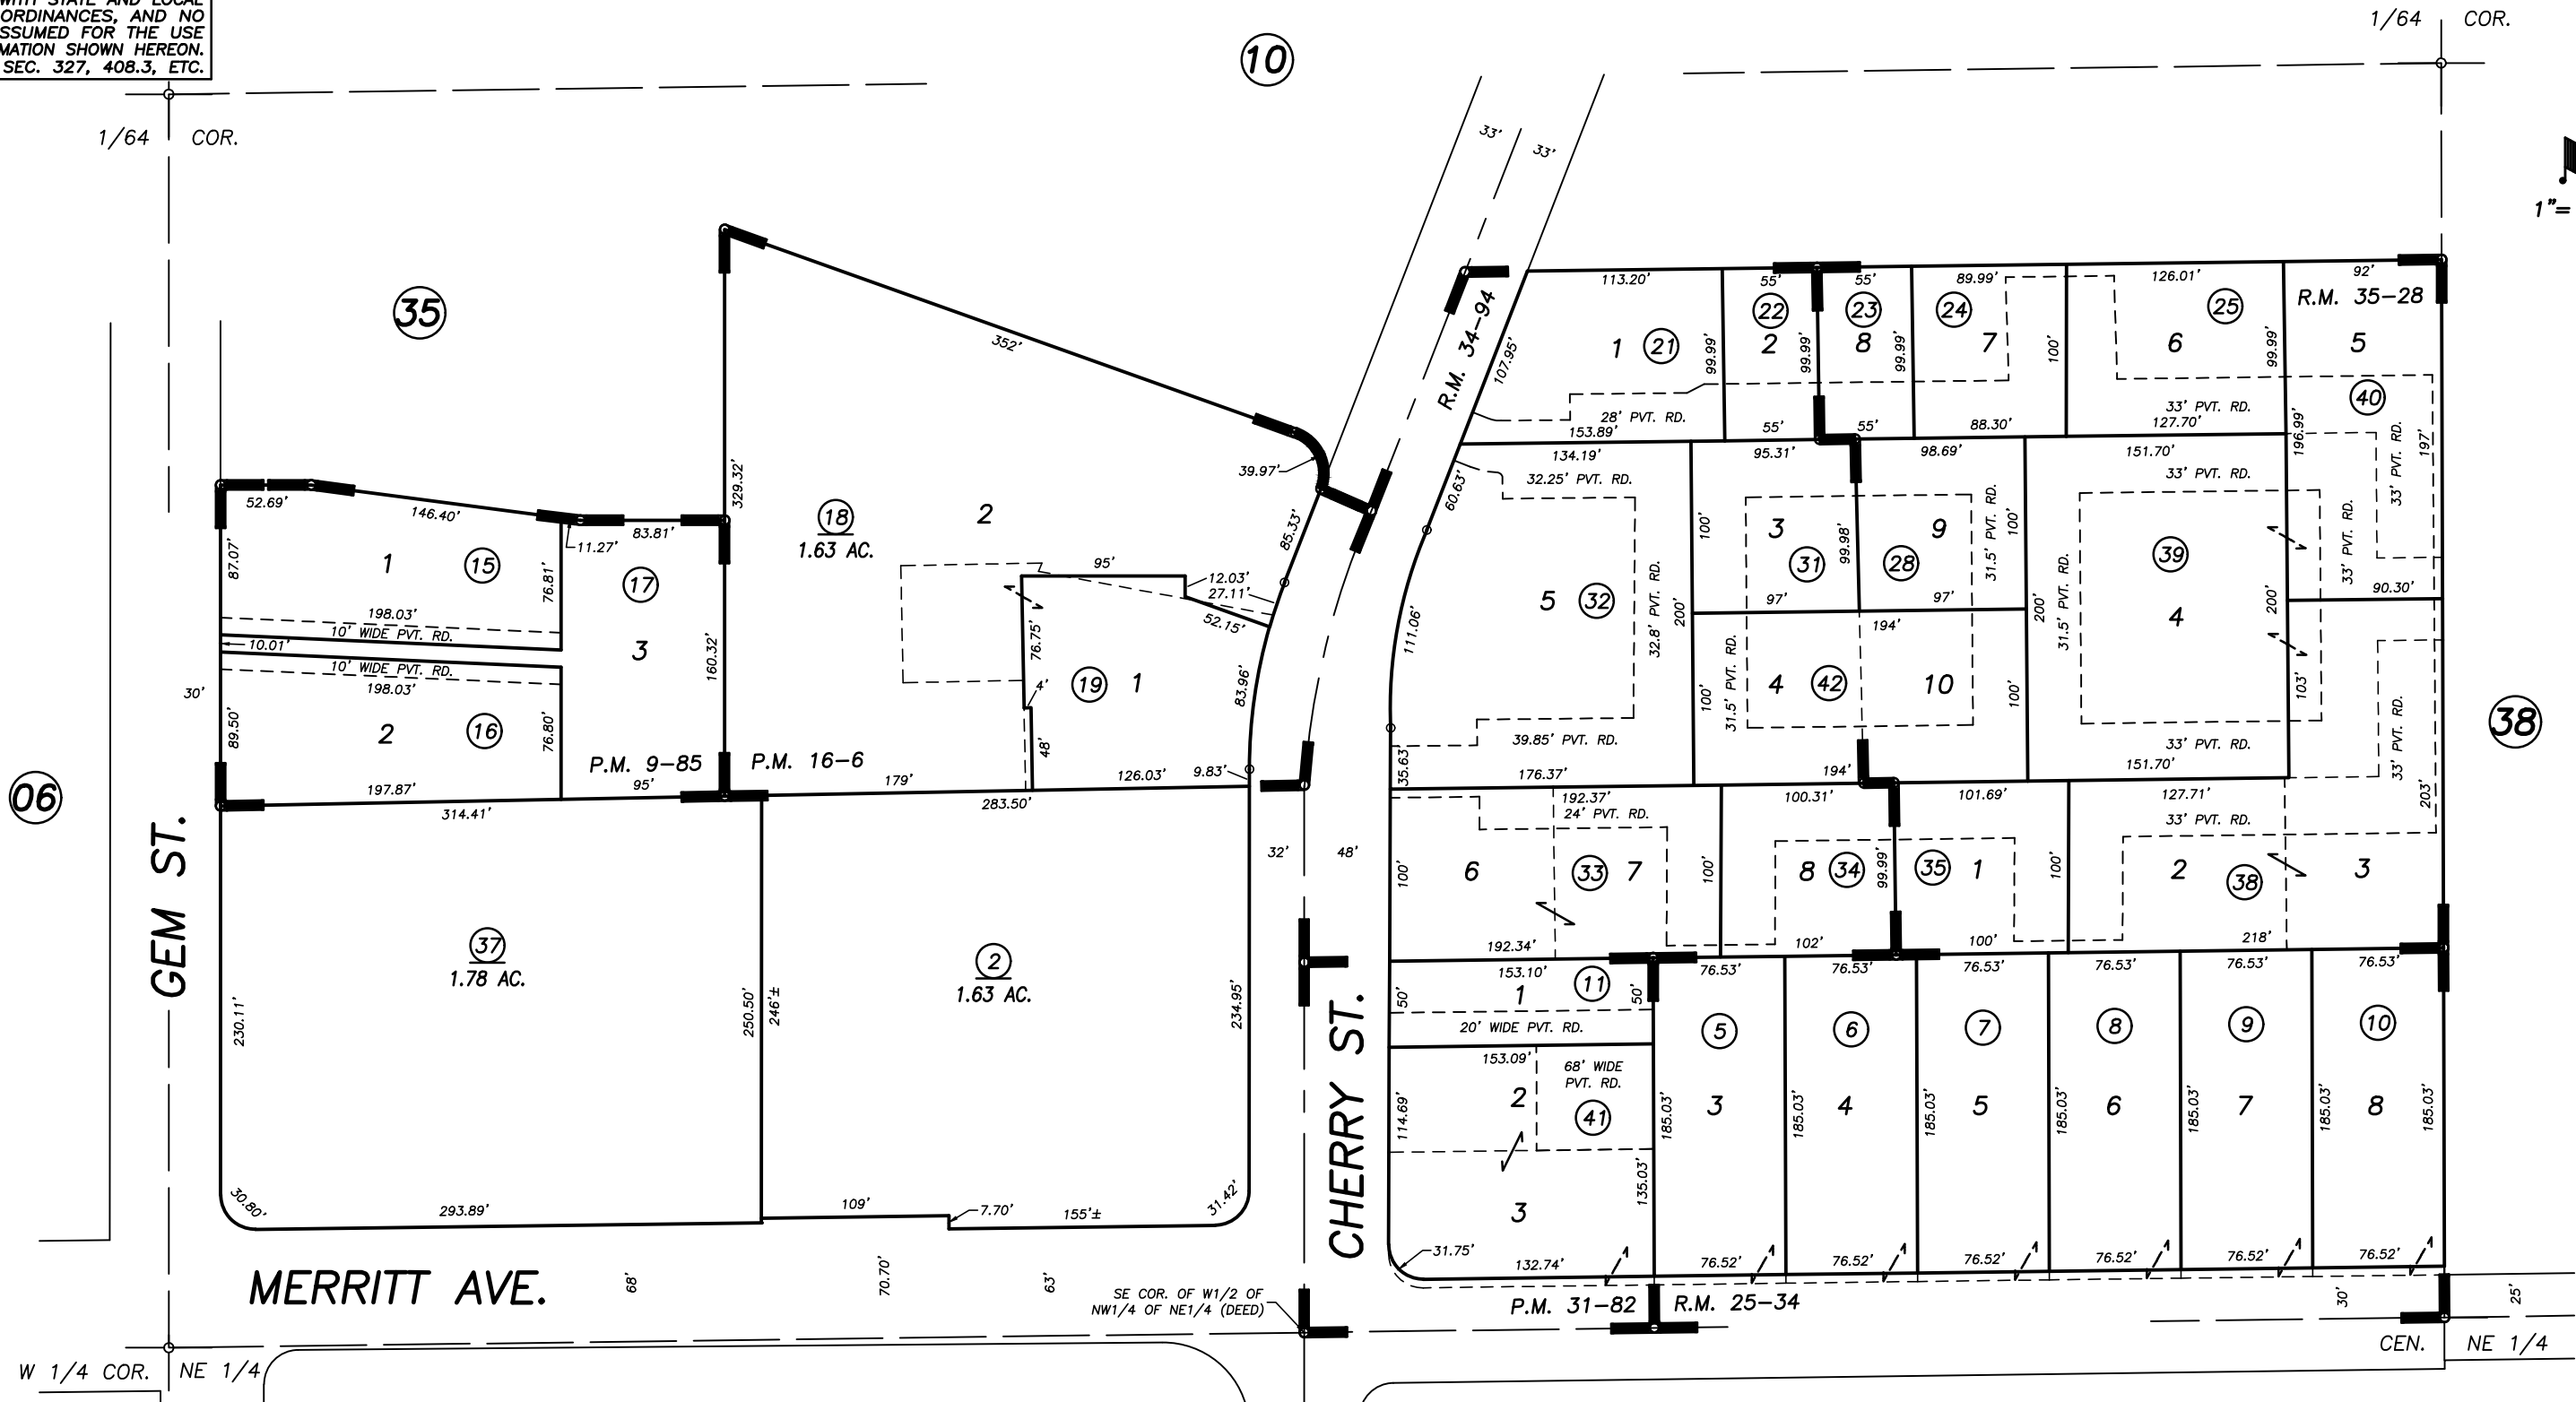 WITH STATE AND LOCAL
ORDINANCES, AND NO
SSUMED FOR THE USE
MATION SHOWN HEREON.
SEC. 327, 408.3, ETC.
1/64 COR.
10
1/64 COR.
33' 33'
1"=
35
R.M. 34-94
113.20' 55' 55' 89.99' 126.01' 92'
R.M. 35-28
1 21 22 2 23 8 24 7 25 6 5
107.95' 99.99' 99.99' 99.99' 100' 99.99'
40
28' PVT. RD.
33' PVT. RD.
153.89' 55' 55' 88.30' 127.70'
196.99' 33' PVT. RD. 197'
352'
39.97'
329.32'
18
1.63 AC.
2
85.33'
95'
12.03'
27.11'
52.15'
76.75'
4'
48'
19 1
83.96'
9.83'
52.69' 146.40' 11.27' 83.81'
87.07' 1 15 76.81' 17
198.03'
10' WIDE PVT. RD.
10.01'
10' WIDE PVT. RD.
198.03'
3 160.32'
30'
89.50' 2 16 76.80'
P.M. 9-85 P.M. 16-6
197.87' 95' 179' 126.03'
314.41' 283.50'
06
GEM ST.
134.19' 95.31' 98.69' 151.70'
32.25' PVT. RD. 33' PVT. RD.
60.63'
111.06'
5 32
32.8' PVT. RD. 200'
100' 3 31 99.98' 28 9 31.5' PVT. RD. 100'
97' 97'
194'
100' 31.5' PVT. RD. 4 42 10 100'
200' 31.5' PVT. RD. 39 4 200' 103'
33' PVT. RD.
90.30'
33' PVT. RD.
203'
38
39.85' PVT. RD. 33' PVT. RD.
35.63
176.37' 194' 151.70'
192.37' 100.31' 101.69' 127.71'
24' PVT. RD. 33' PVT. RD.
32' 48'
100' 6 33 7 100' 8 34 99.99' 35 1 100' 2 38 3
192.34' 102' 100' 218'
37
1.78 AC.
2
1.63 AC.
230.11' 250.50' 246'± 234.95'
30.80' 293.89' 109' 7.70' 155'± 31.42'
CHERRY ST.
153.10' 76.53' 76.53' 76.53' 76.53' 76.53' 76.53'
50' 1 11 50'
20' WIDE PVT. RD.
5 6 7 8 9 10
153.09'
68' WIDE
PVT. RD.
114.69' 2 41
185.03' 3 185.03' 4 185.03' 5 185.03' 6 185.03' 7 185.03' 8 185.03'
135.03'
3
31.75'
132.74' 76.52' 76.52' 76.52' 76.52' 76.52' 76.52'
MERRITT AVE.
68' 70.70' 63'
SE COR. OF W1/2 OF
NW1/4 OF NE1/4 (DEED)
P.M. 31-82 R.M. 25-34
30' 25'
W 1/4 COR. NE 1/4
CEN. NE 1/4